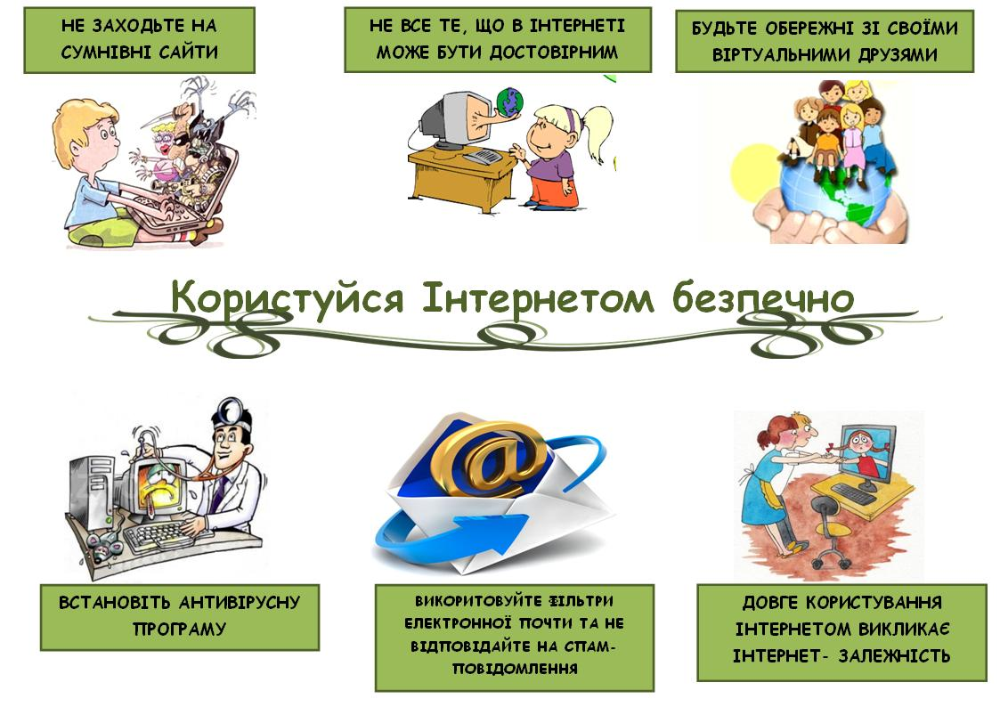 НЕ ЗАХОДЬТЕ НА
СУМНІВНІ САЙТИ
НЕ ВСЕ ТЕ, ЩО В ІНТЕРНЕТІ
МОЖЕ БУТИ ДОСТОВІРНИМ
БУДЬТЕ ОБЕРЕЖНІ ЗІ СВОЇМИ
ВІРТУАЛЬНИМИ ДРУЗЯМИ
Користуйся Інтернетом безпечно
ВСТАНОВІТЬ АНТИВІРУСНУ
ПРОГРАМУ
ВИКОРИТОВУЙТЕ ФІЛЬТРИ
ЕЛЕКТРОННОЇ ПОЧТИ ТА НЕ
ВІДПОВІДАЙТЕ НА СПАМ-
ПОВІДОМЛЕННЯ
ДОВГЕ КОРИСТУВАННЯ
ІНТЕРНЕТОМ ВИКЛИКАЄ
ІНТЕРНЕТ- ЗАЛЕЖНІСТЬ